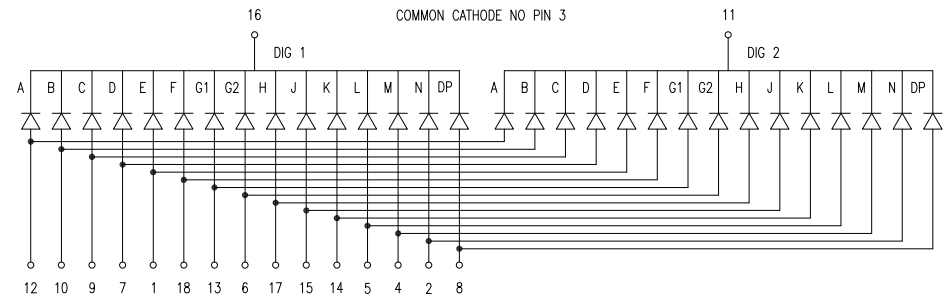 16 COMMON CATHODE NO PIN 3 11
DIG 1 DIG 2
A B C D E F G1 G2 H J K L M N DP A B C D E F G1 G2 H J K L M N DP
12 10 9 7 1 18 13 6 17 15 14 5 4 2 8